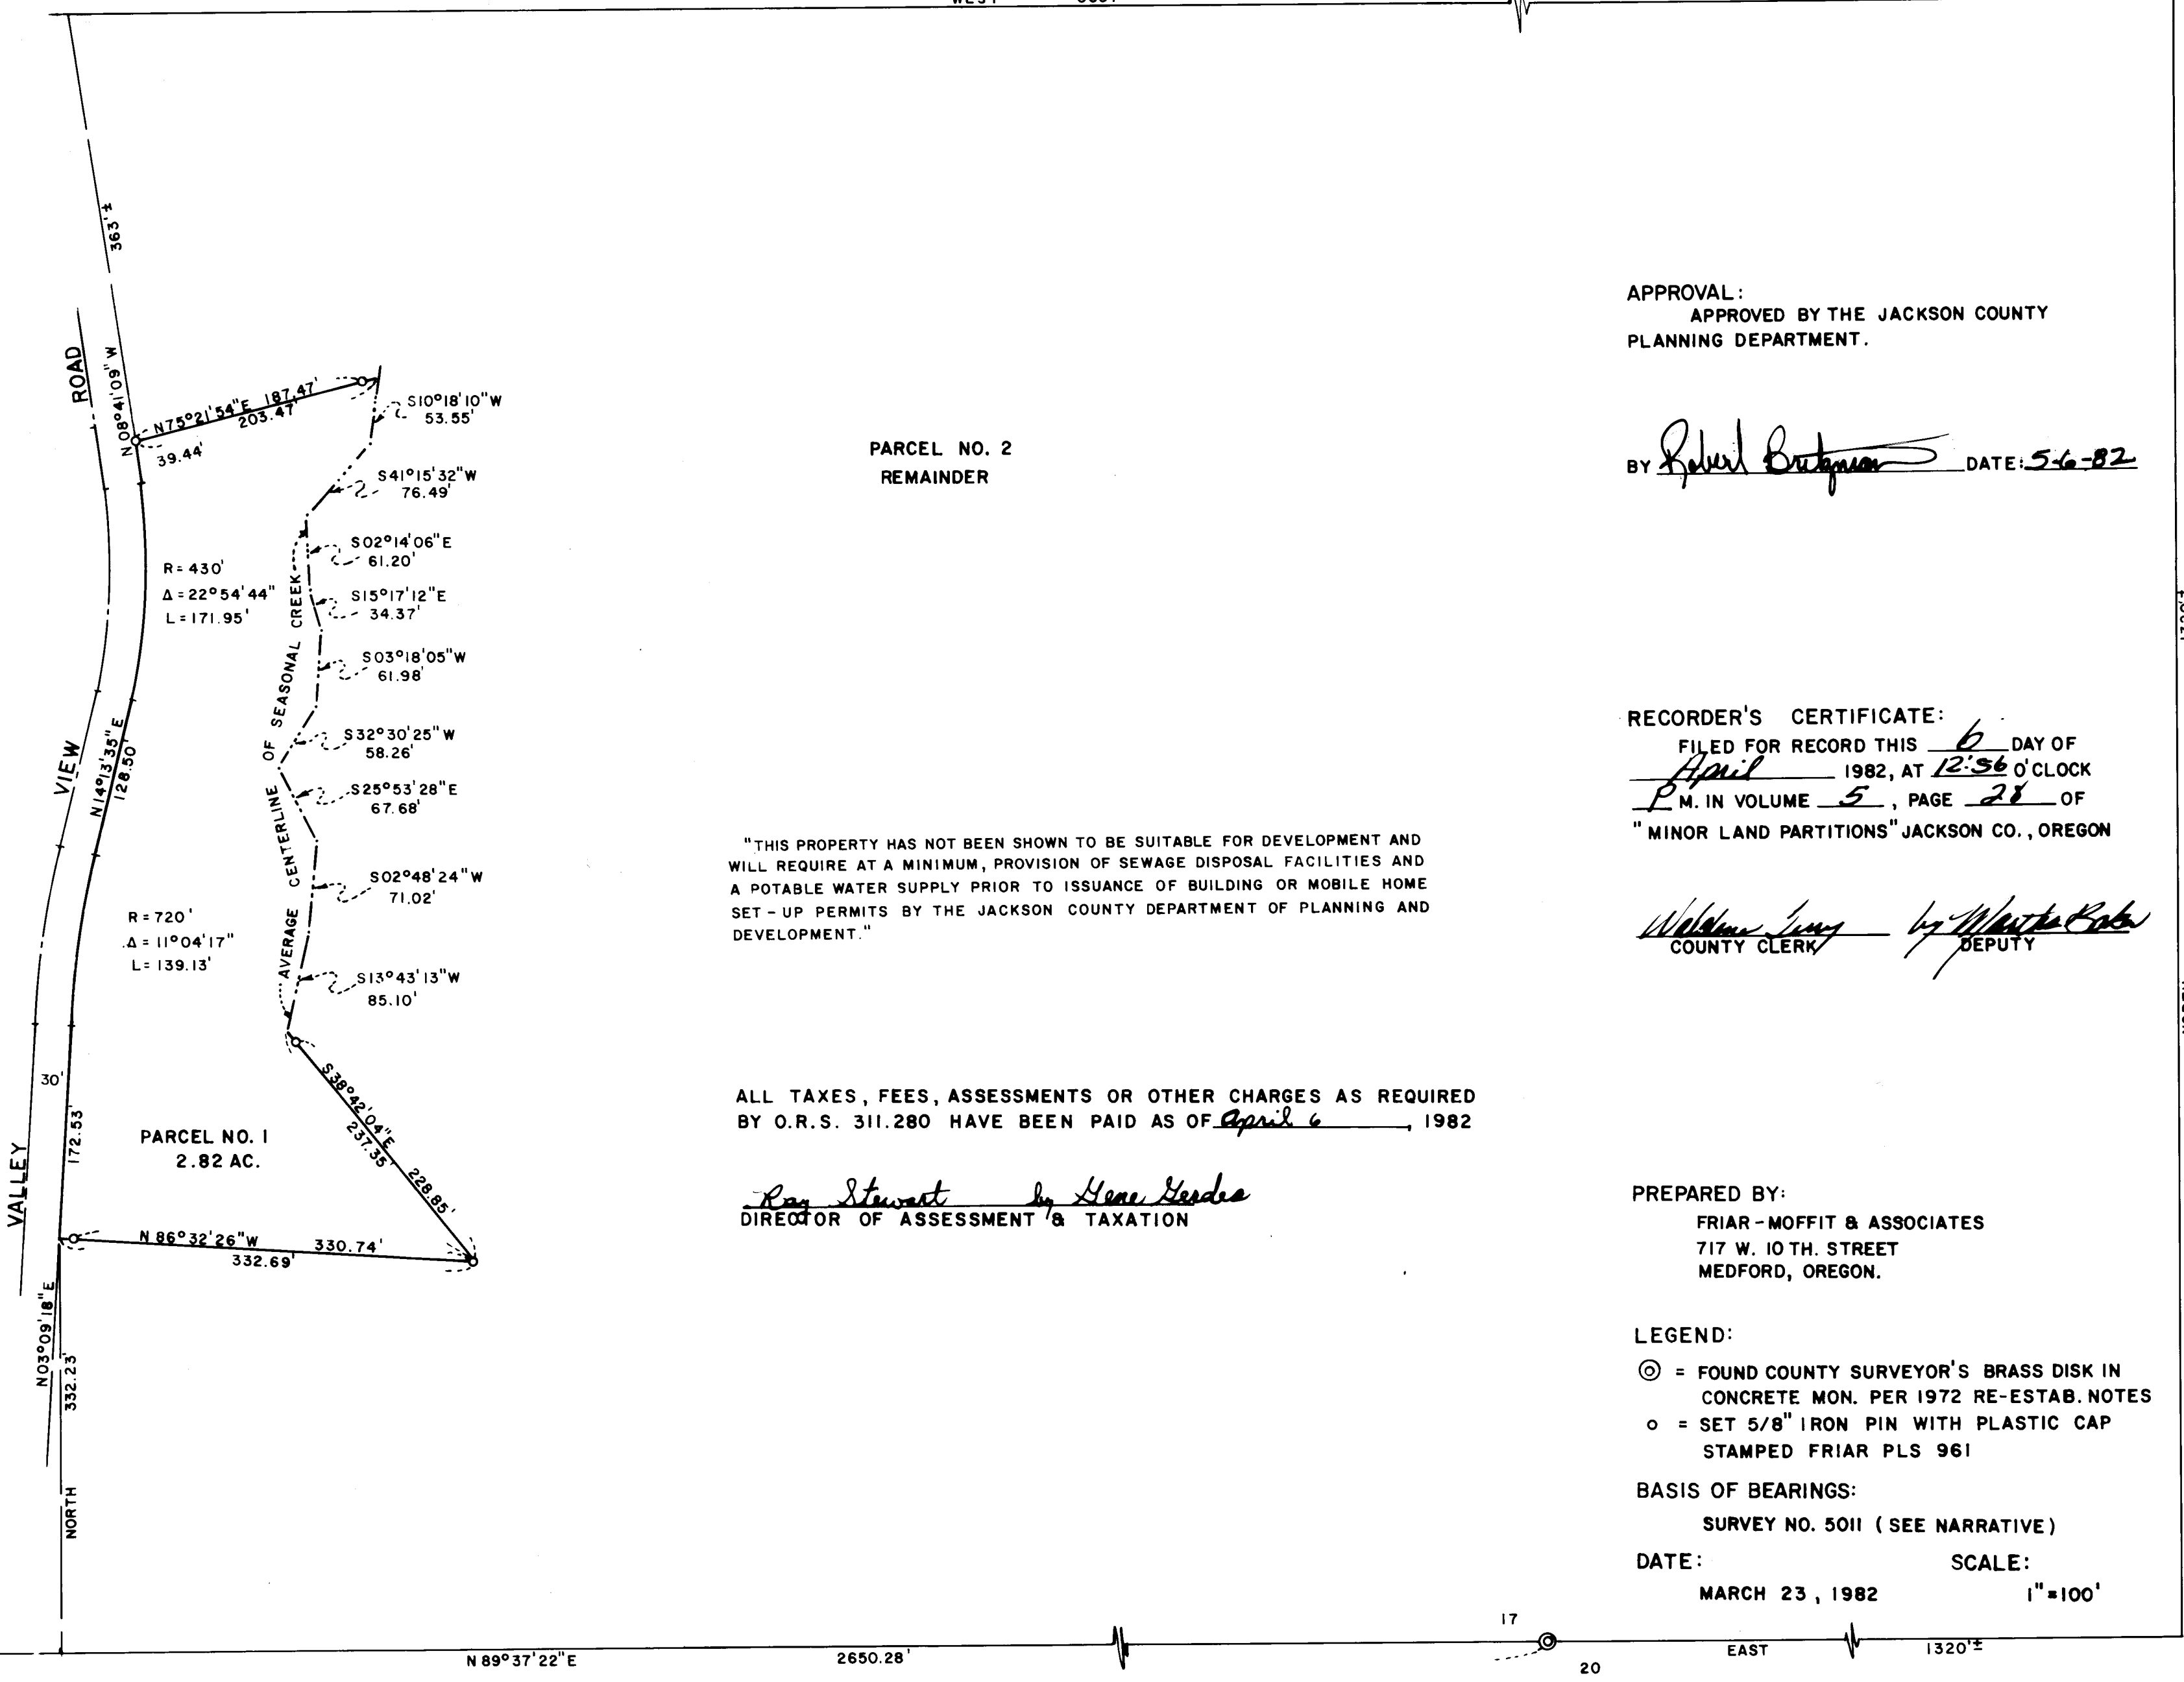 363'±
ROAD
N 08°41'09" W
N75°21'54"E 187.47'
203.47'
39.44'
S10°18'10"W
53.55'
S41°15'32"W
76.49'
S02°14'06"E
61.20'
S15°17'12"E
34.37'
S03°18'05"W
61.98'
S32°30'25"W
58.26'
S25°53'28"E
67.68'
S02°48'24"W
71.02'
S13°43'13"W
85.10'
R = 430'
Δ = 22°54'44"
L = 171.95'
AVERAGE CENTERLINE OF SEASONAL CREEK
VIEW
N14°13'35" E
128.50'
R = 720'
Δ = 11°04'17"
L = 139.13'
30'
172.53'
VALLEY
PARCEL NO. 1
2.82 AC.
S38°42'04"E
237.35'
228.85'
N 86°32'26"W 330.74'
332.69'
N03°09'18"E
332.23'
NORTH
N 89°37'22"E 2650.28'
17
20
EAST 1320'±
PARCEL NO. 2
REMAINDER
"THIS PROPERTY HAS NOT BEEN SHOWN TO BE SUITABLE FOR DEVELOPMENT AND
WILL REQUIRE AT A MINIMUM, PROVISION OF SEWAGE DISPOSAL FACILITIES AND
A POTABLE WATER SUPPLY PRIOR TO ISSUANCE OF BUILDING OR MOBILE HOME
SET-UP PERMITS BY THE JACKSON COUNTY DEPARTMENT OF PLANNING AND
DEVELOPMENT."
ALL TAXES, FEES, ASSESSMENTS OR OTHER CHARGES AS REQUIRED
BY O.R.S. 311.280 HAVE BEEN PAID AS OF April 6, 1982
Ray Stewart by Gene Gerdes
DIRECTOR OF ASSESSMENT & TAXATION
APPROVAL:
APPROVED BY THE JACKSON COUNTY
PLANNING DEPARTMENT.
BY Robert DATE: 5-6-82
RECORDER'S CERTIFICATE:
FILED FOR RECORD THIS 6 DAY OF
April 1982, AT 12:56 O'CLOCK
P M. IN VOLUME 5, PAGE 28 OF
"MINOR LAND PARTITIONS" JACKSON CO., OREGON
by Martha
COUNTY CLERK DEPUTY
PREPARED BY:
FRIAR-MOFFIT & ASSOCIATES
717 W. 10 TH. STREET
MEDFORD, OREGON.
LEGEND:
= FOUND COUNTY SURVEYOR'S BRASS DISK IN
CONCRETE MON. PER 1972 RE-ESTAB. NOTES
= SET 5/8" IRON PIN WITH PLASTIC CAP
STAMPED FRIAR PLS 961
BASIS OF BEARINGS:
SURVEY NO. 5011 (SEE NARRATIVE)
DATE: SCALE:
MARCH 23, 1982 1"=100'